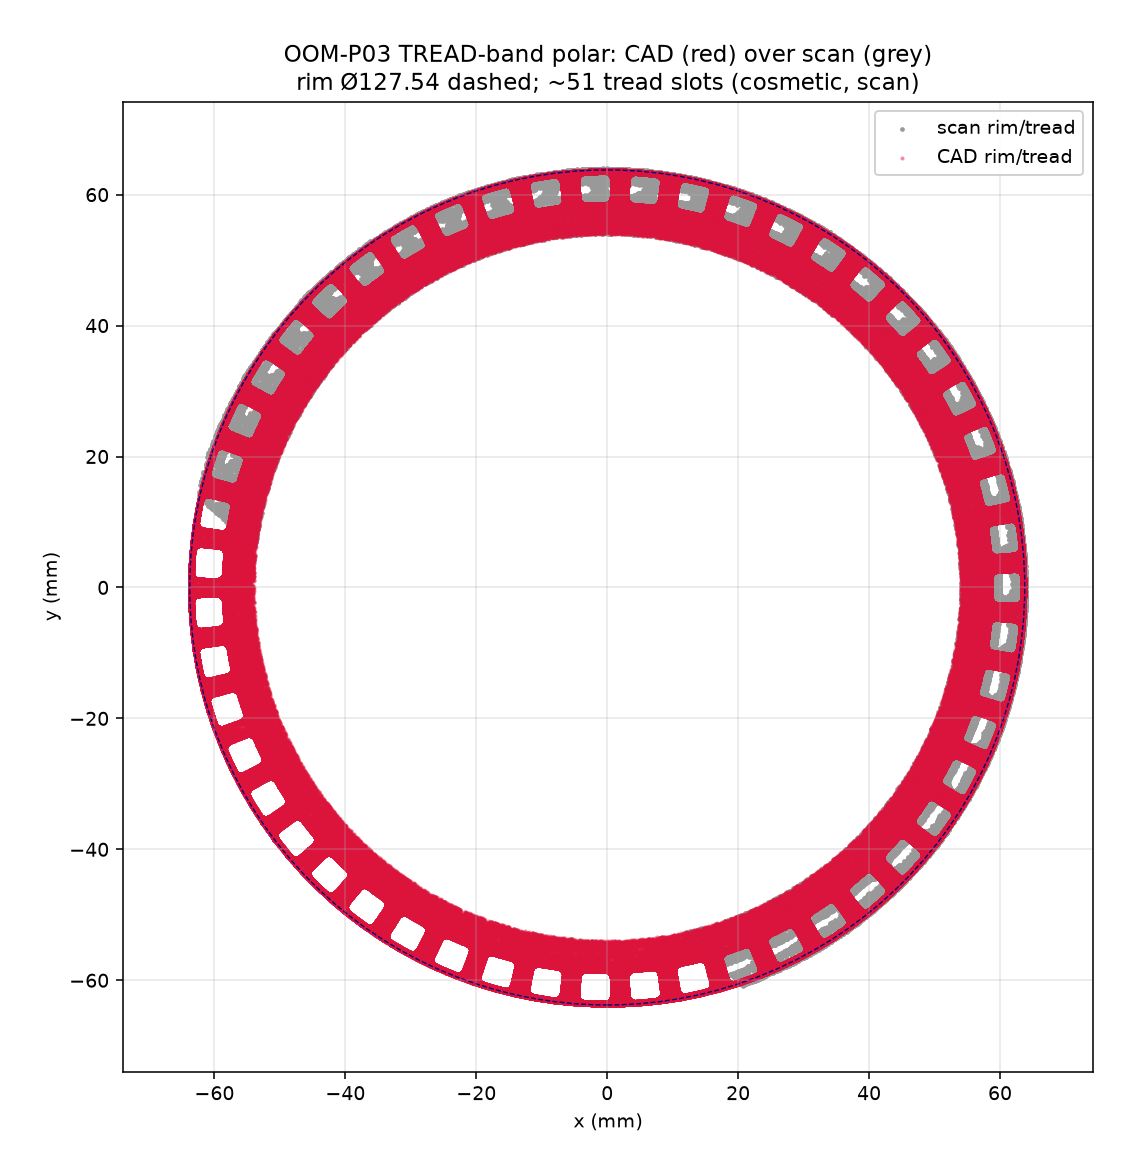 OOM-P03 TREAD-band polar: CAD (red) over scan (grey)
rim Ø127.54 dashed; ~51 tread slots (cosmetic, scan)
scan rim/tread
CAD rim/tread
60
40
20
0
−20
−40
−60
y (mm)
−60 −40 −20 0 20 40 60
x (mm)